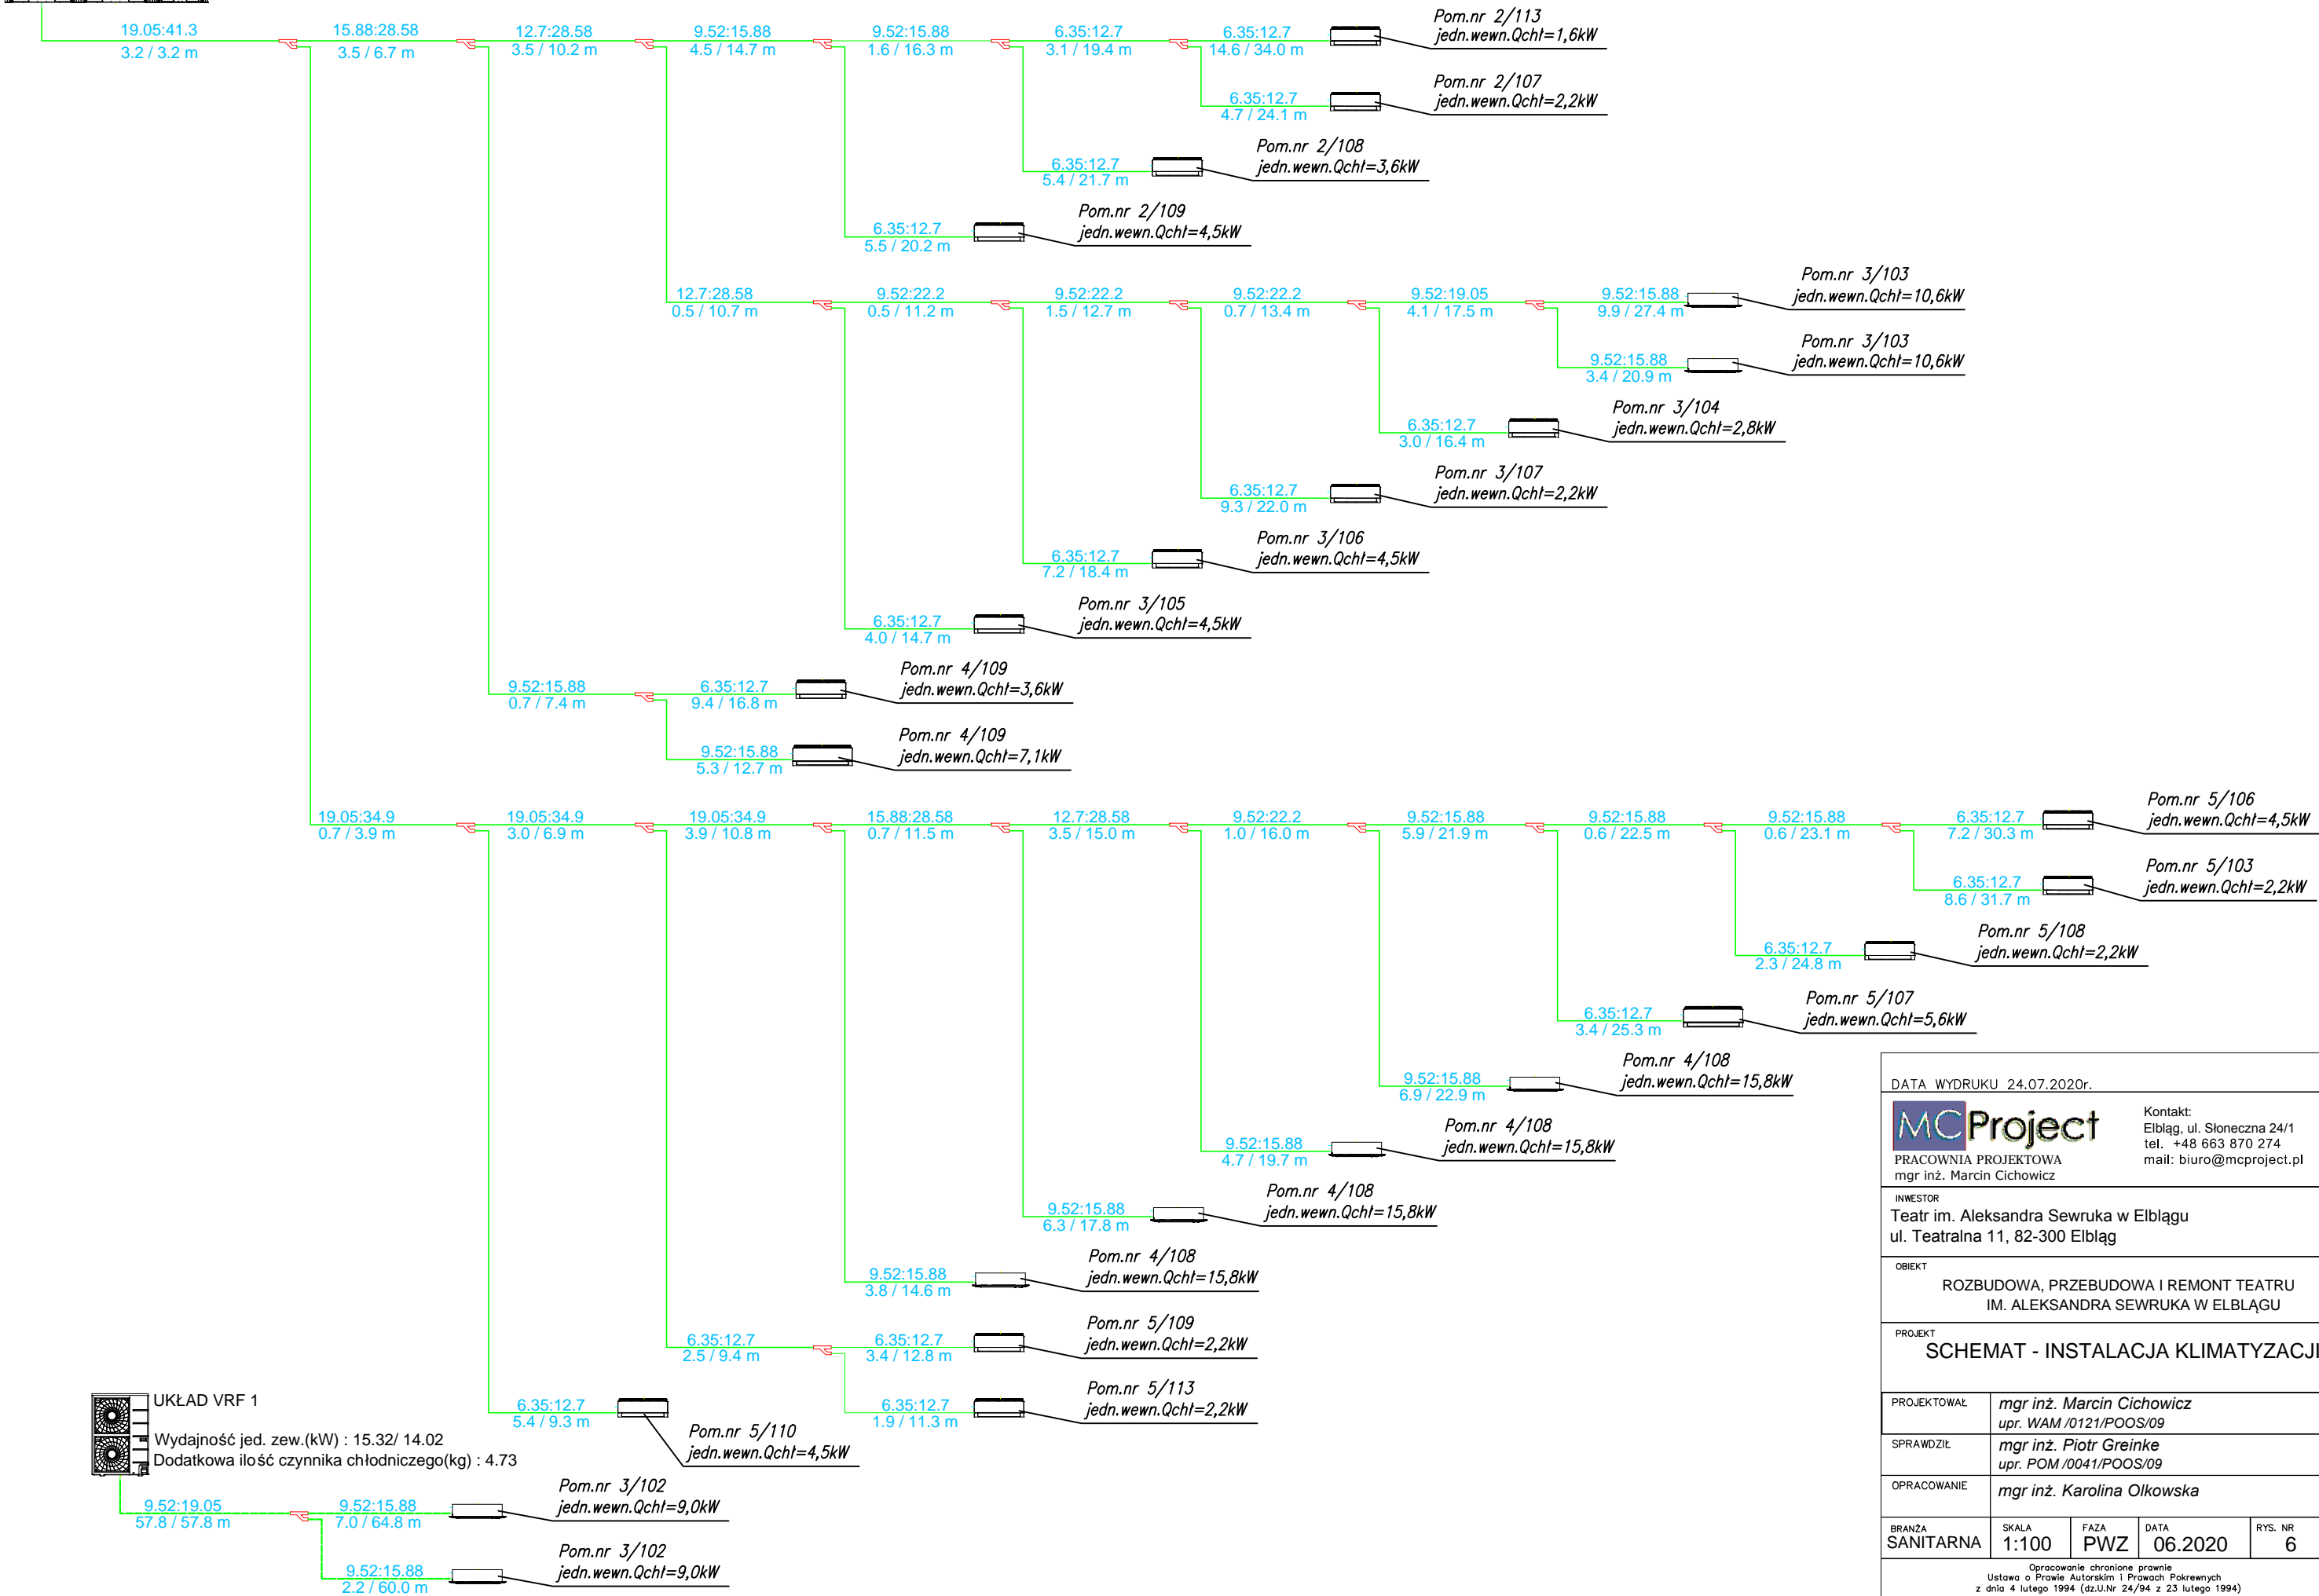 19.05:41.3
3.2 / 3.2 m
15.88:28.58
3.5 / 6.7 m
12.7:28.58
3.5 / 10.2 m
9.52:15.88
4.5 / 14.7 m
9.52:15.88
1.6 / 16.3 m
6.35:12.7
3.1 / 19.4 m
6.35:12.7
14.6 / 34.0 m
Pom.nr 2/113
jedn.wewn.Qchł=1,6kW
6.35:12.7
4.7 / 24.1 m
Pom.nr 2/107
jedn.wewn.Qchł=2,2kW
6.35:12.7
5.4 / 21.7 m
Pom.nr 2/108
jedn.wewn.Qchł=3,6kW
6.35:12.7
5.5 / 20.2 m
Pom.nr 2/109
jedn.wewn.Qchł=4,5kW
12.7:28.58
0.5 / 10.7 m
9.52:22.2
0.5 / 11.2 m
9.52:22.2
1.5 / 12.7 m
9.52:22.2
0.7 / 13.4 m
9.52:19.05
4.1 / 17.5 m
9.52:15.88
9.9 / 27.4 m
Pom.nr 3/103
jedn.wewn.Qchł=10,6kW
9.52:15.88
3.4 / 20.9 m
Pom.nr 3/103
jedn.wewn.Qchł=10,6kW
6.35:12.7
3.0 / 16.4 m
Pom.nr 3/104
jedn.wewn.Qchł=2,8kW
6.35:12.7
9.3 / 22.0 m
Pom.nr 3/107
jedn.wewn.Qchł=2,2kW
6.35:12.7
7.2 / 18.4 m
Pom.nr 3/106
jedn.wewn.Qchł=4,5kW
6.35:12.7
4.0 / 14.7 m
Pom.nr 3/105
jedn.wewn.Qchł=4,5kW
9.52:15.88
0.7 / 7.4 m
6.35:12.7
9.4 / 16.8 m
Pom.nr 4/109
jedn.wewn.Qchł=3,6kW
9.52:15.88
5.3 / 12.7 m
Pom.nr 4/109
jedn.wewn.Qchł=7,1kW
19.05:34.9
0.7 / 3.9 m
19.05:34.9
3.0 / 6.9 m
19.05:34.9
3.9 / 10.8 m
15.88:28.58
0.7 / 11.5 m
12.7:28.58
3.5 / 15.0 m
9.52:22.2
1.0 / 16.0 m
9.52:15.88
5.9 / 21.9 m
9.52:15.88
0.6 / 22.5 m
9.52:15.88
0.6 / 23.1 m
6.35:12.7
7.2 / 30.3 m
Pom.nr 5/106
jedn.wewn.Qchł=4,5kW
6.35:12.7
8.6 / 31.7 m
Pom.nr 5/103
jedn.wewn.Qchł=2,2kW
6.35:12.7
2.3 / 24.8 m
Pom.nr 5/108
jedn.wewn.Qchł=2,2kW
6.35:12.7
3.4 / 25.3 m
Pom.nr 5/107
jedn.wewn.Qchł=5,6kW
9.52:15.88
6.9 / 22.9 m
Pom.nr 4/108
jedn.wewn.Qchł=15,8kW
9.52:15.88
4.7 / 19.7 m
Pom.nr 4/108
jedn.wewn.Qchł=15,8kW
9.52:15.88
6.3 / 17.8 m
Pom.nr 4/108
jedn.wewn.Qchł=15,8kW
9.52:15.88
3.8 / 14.6 m
Pom.nr 4/108
jedn.wewn.Qchł=15,8kW
6.35:12.7
2.5 / 9.4 m
6.35:12.7
3.4 / 12.8 m
Pom.nr 5/109
jedn.wewn.Qchł=2,2kW
6.35:12.7
1.9 / 11.3 m
Pom.nr 5/113
jedn.wewn.Qchł=2,2kW
6.35:12.7
5.4 / 9.3 m
Pom.nr 5/110
jedn.wewn.Qchł=4,5kW
UKŁAD VRF 1
Wydajność jed. zew.(kW) : 15.32/ 14.02
Dodatkowa ilość czynnika chłodniczego(kg) : 4.73
9.52:19.05
57.8 / 57.8 m
9.52:15.88
7.0 / 64.8 m
Pom.nr 3/102
jedn.wewn.Qchł=9,0kW
9.52:15.88
2.2 / 60.0 m
Pom.nr 3/102
jedn.wewn.Qchł=9,0kW
DATA WYDRUKU 24.07.2020r.
MCProject
PRACOWNIA PROJEKTOWA
mgr inż. Marcin Cichowicz
Kontakt:
Elbląg, ul. Słoneczna 24/1
tel. +48 663 870 274
mail: biuro@mcproject.pl
INWESTOR
Teatr im. Aleksandra Sewruka w Elblągu
ul. Teatralna 11, 82-300 Elbląg
OBIEKT
ROZBUDOWA, PRZEBUDOWA I REMONT TEATRU
IM. ALEKSANDRA SEWRUKA W ELBLĄGU
PROJEKT
SCHEMAT - INSTALACJA KLIMATYZACJI
PROJEKTOWAŁ
mgr inż. Marcin Cichowicz
upr. WAM /0121/POOS/09
SPRAWDZIŁ
mgr inż. Piotr Greinke
upr. POM /0041/POOS/09
OPRACOWANIE
mgr inż. Karolina Olkowska
BRANŻA
SANITARNA
SKALA
1:100
FAZA
PWZ
DATA
06.2020
RYS. NR
6
Opracowanie chronione prawnie
Ustawa o Prawie Autorskim i Prawach Pokrewnych
z dnia 4 lutego 1994 (dz.U.Nr 24/94 z 23 lutego 1994)